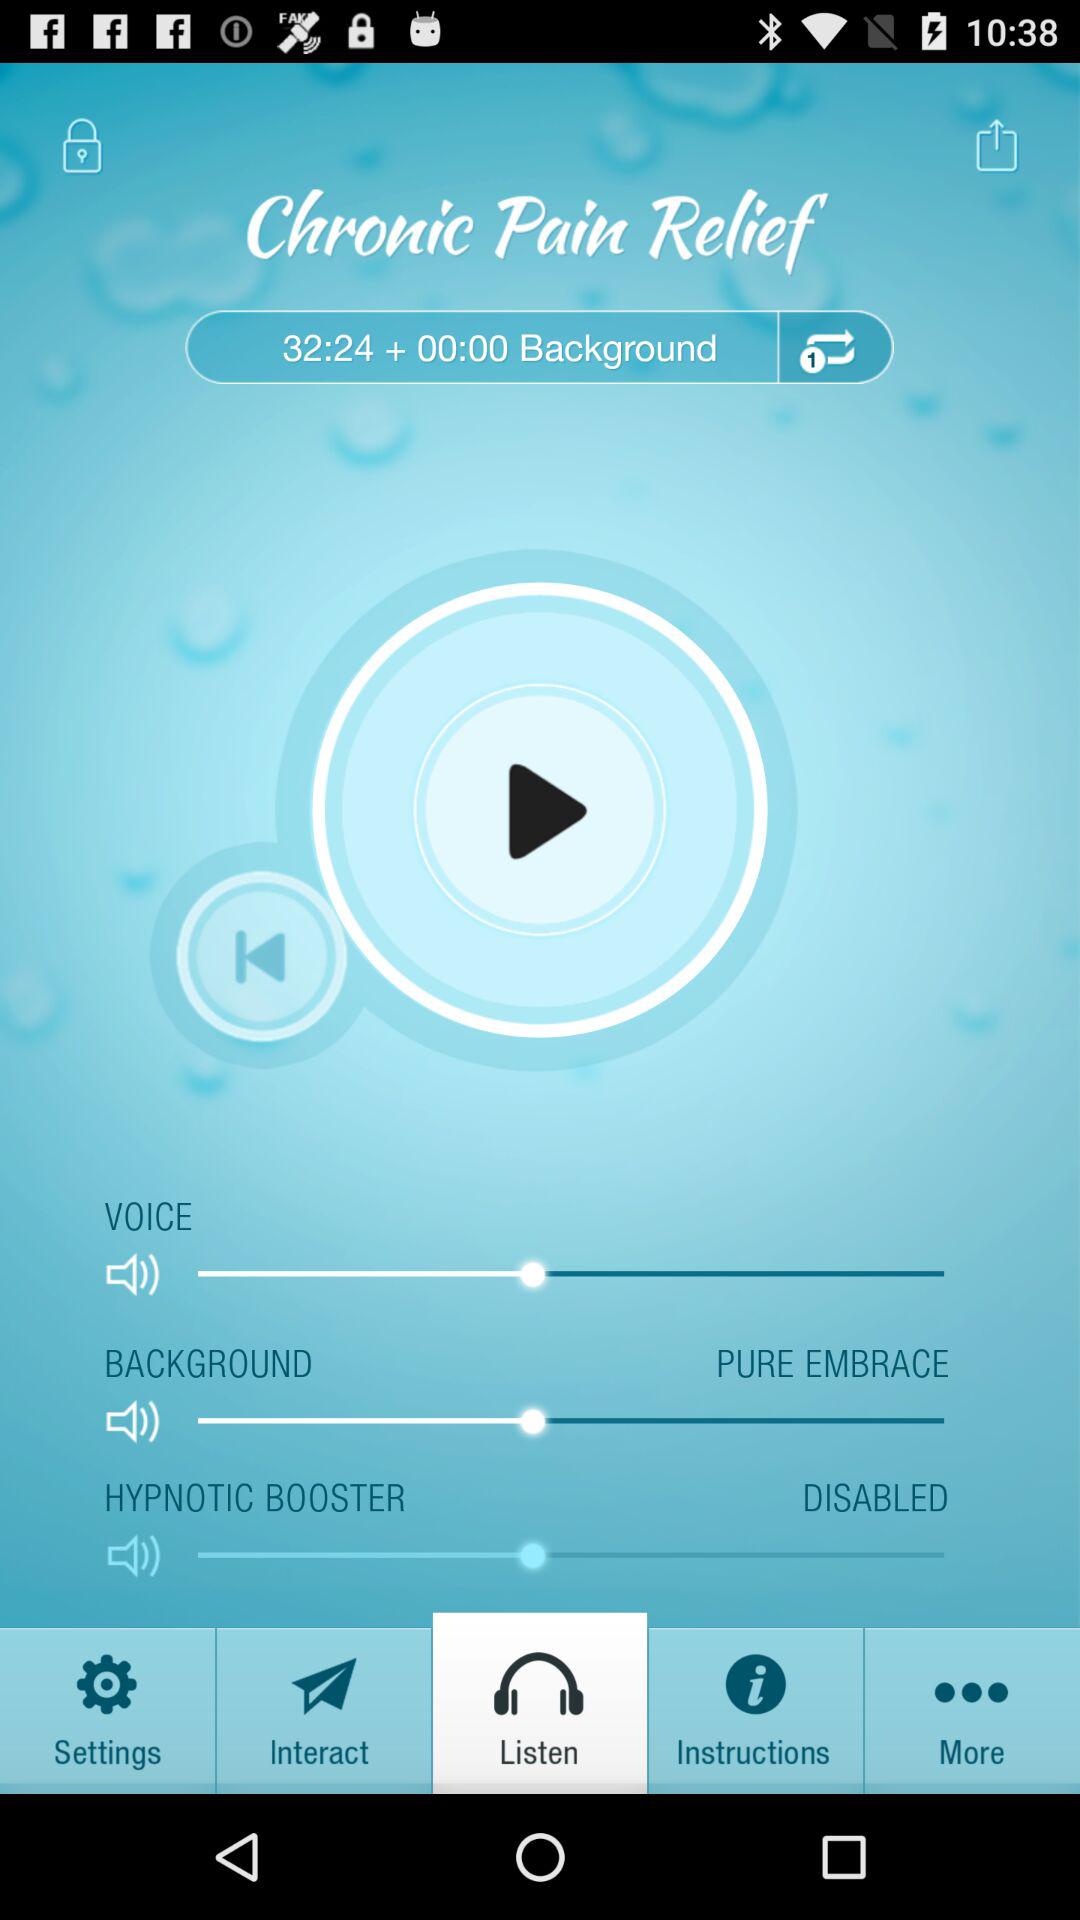 FAKE
10:38
Chronic Pain Relief
32:24 + 00:00 Background
1
VOICE
BACKGROUND PURE EMBRACE
HYPNOTIC BOOSTER DISABLED
Settings Interact Listen Instructions More